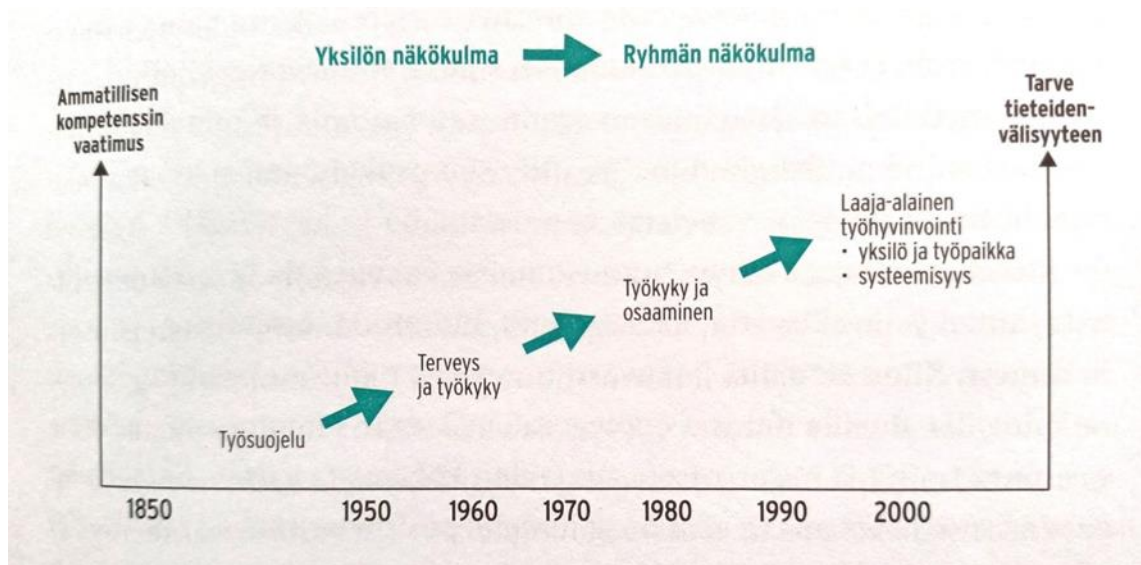 Yksilön näkökulma
Ryhmän näkökulma
Ammatillisen
kompetenssin
vaatimus
Tarve
tieteiden-
välisyyteen
Laaja-alainen
työhyvinvointi
· yksilö ja työpaikka
· systeemisyys
Työkyky ja
osaaminen
Terveys
ja työkyky
Työsuojelu
1850
1950
1960
1970
1980
1990
2000